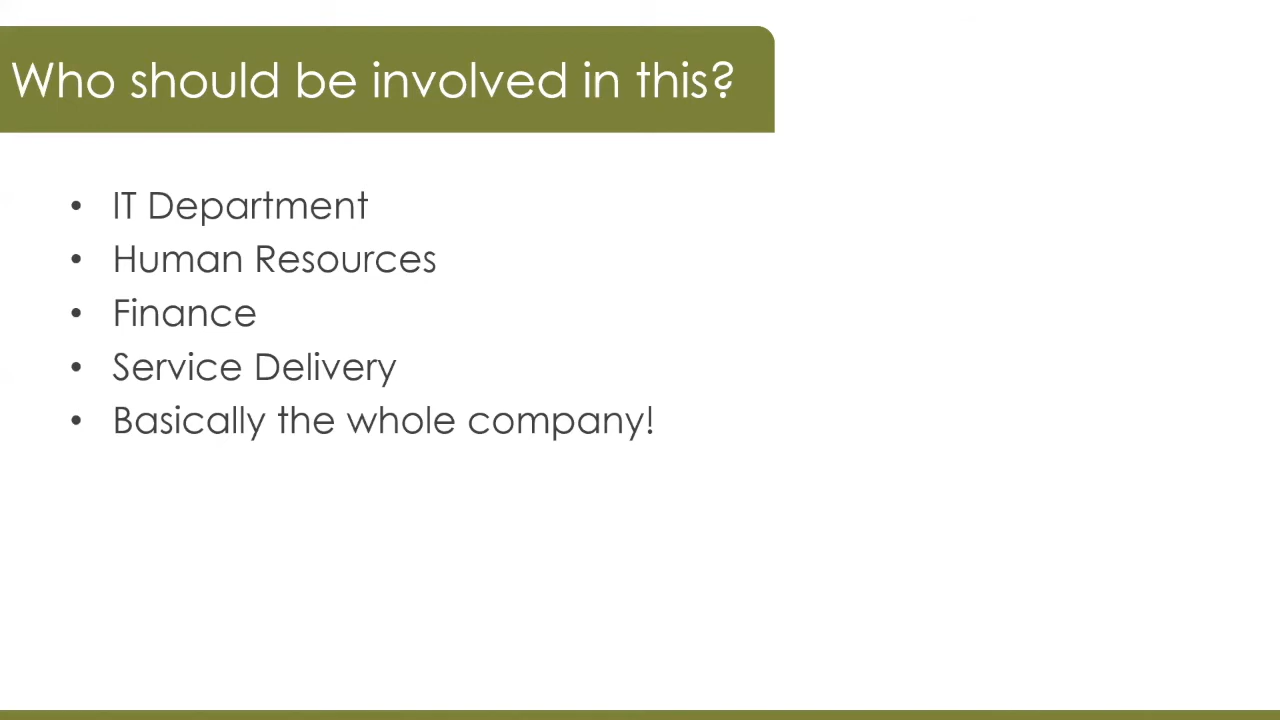 Who should be involved in this?
• IT Department
• Human Resources
• Finance
• Service Delivery
• Basically the whole company!